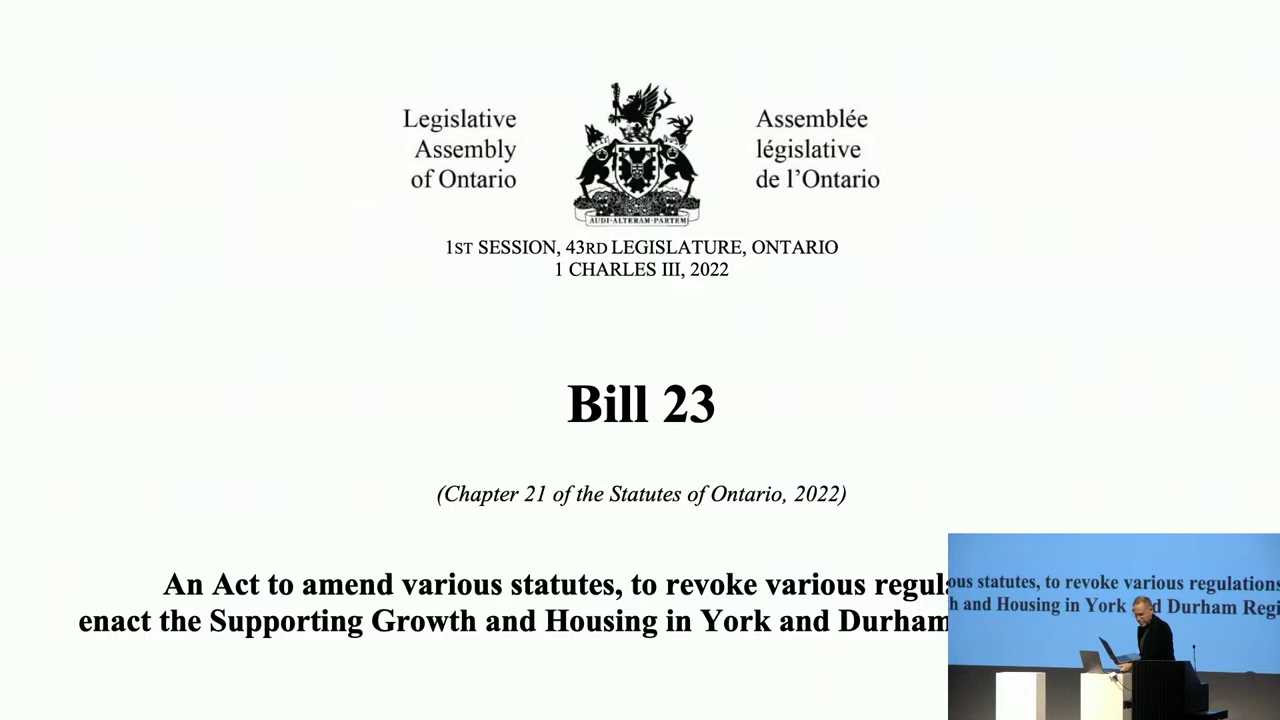 Legislative
Assembly
of Ontario
Assemblée
législative
de l'Ontario
AUDI·ALTERAM·PARTEM
1ST SESSION, 43RD LEGISLATURE, ONTARIO
1 CHARLES III, 2022
Bill 23
(Chapter 21 of the Statutes of Ontario, 2022)
An Act to amend various statutes, to revoke various
enact the Supporting Growth and Housing in York and Durham
statutes, to revoke various regulations
and Housing in York Durham